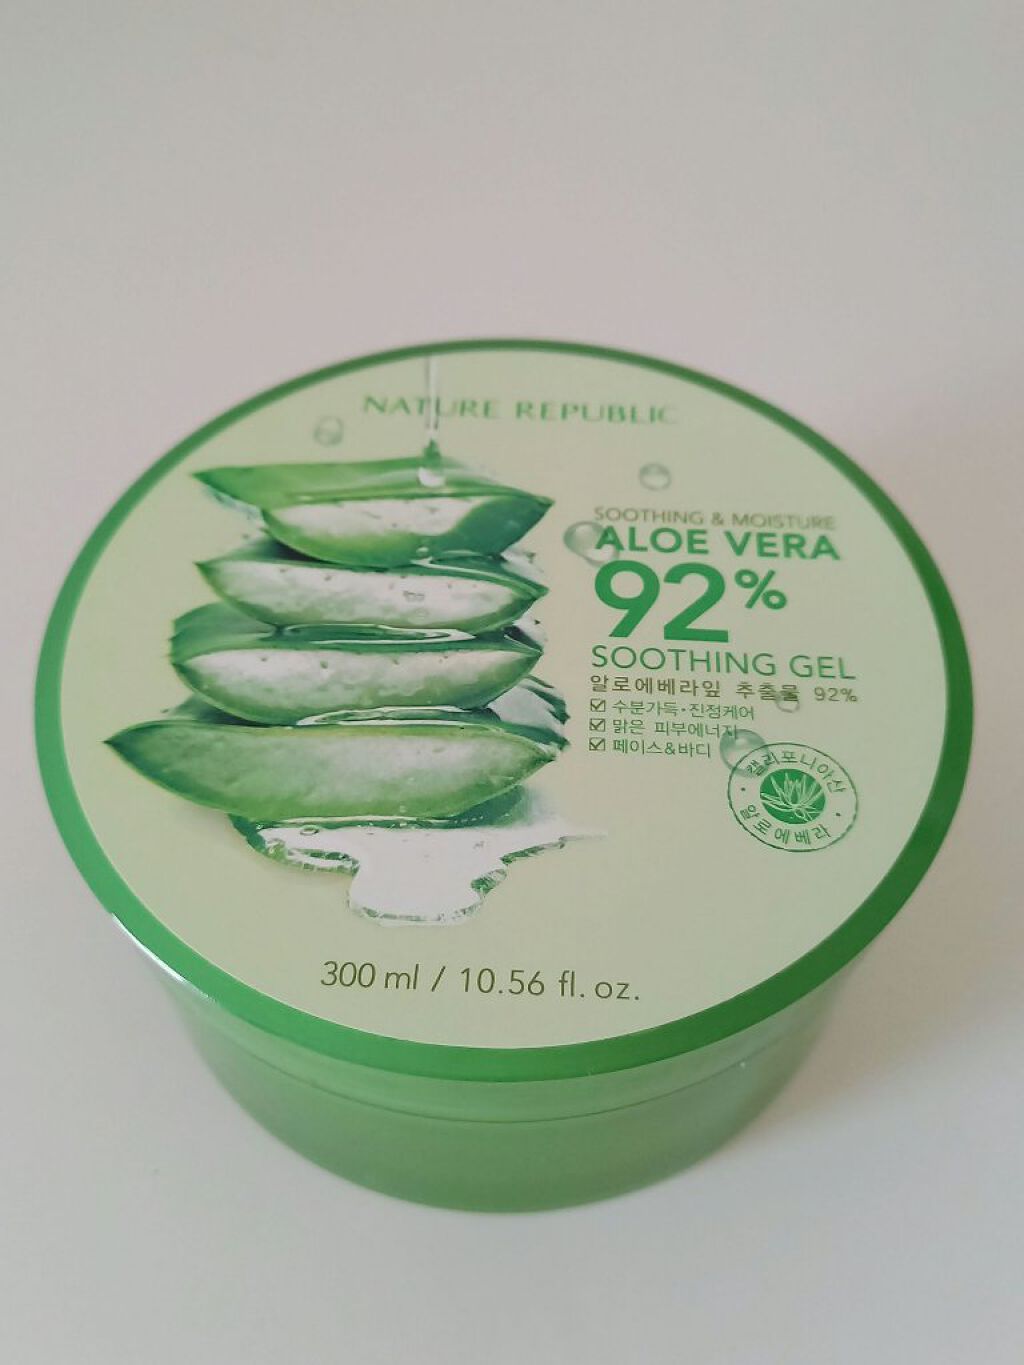 NATURE REPUBLIC
SOOTHING & MOISTURE
ALOE VERA
92%
SOOTHING GEL
알로에베라잎 추출물 92%
☑ 수분가득·진정케어
☑ 맑은 피부에너지
☑ 페이스&바디
캘리포니아산
알로에베라
300 ml / 10.56 fl. oz.